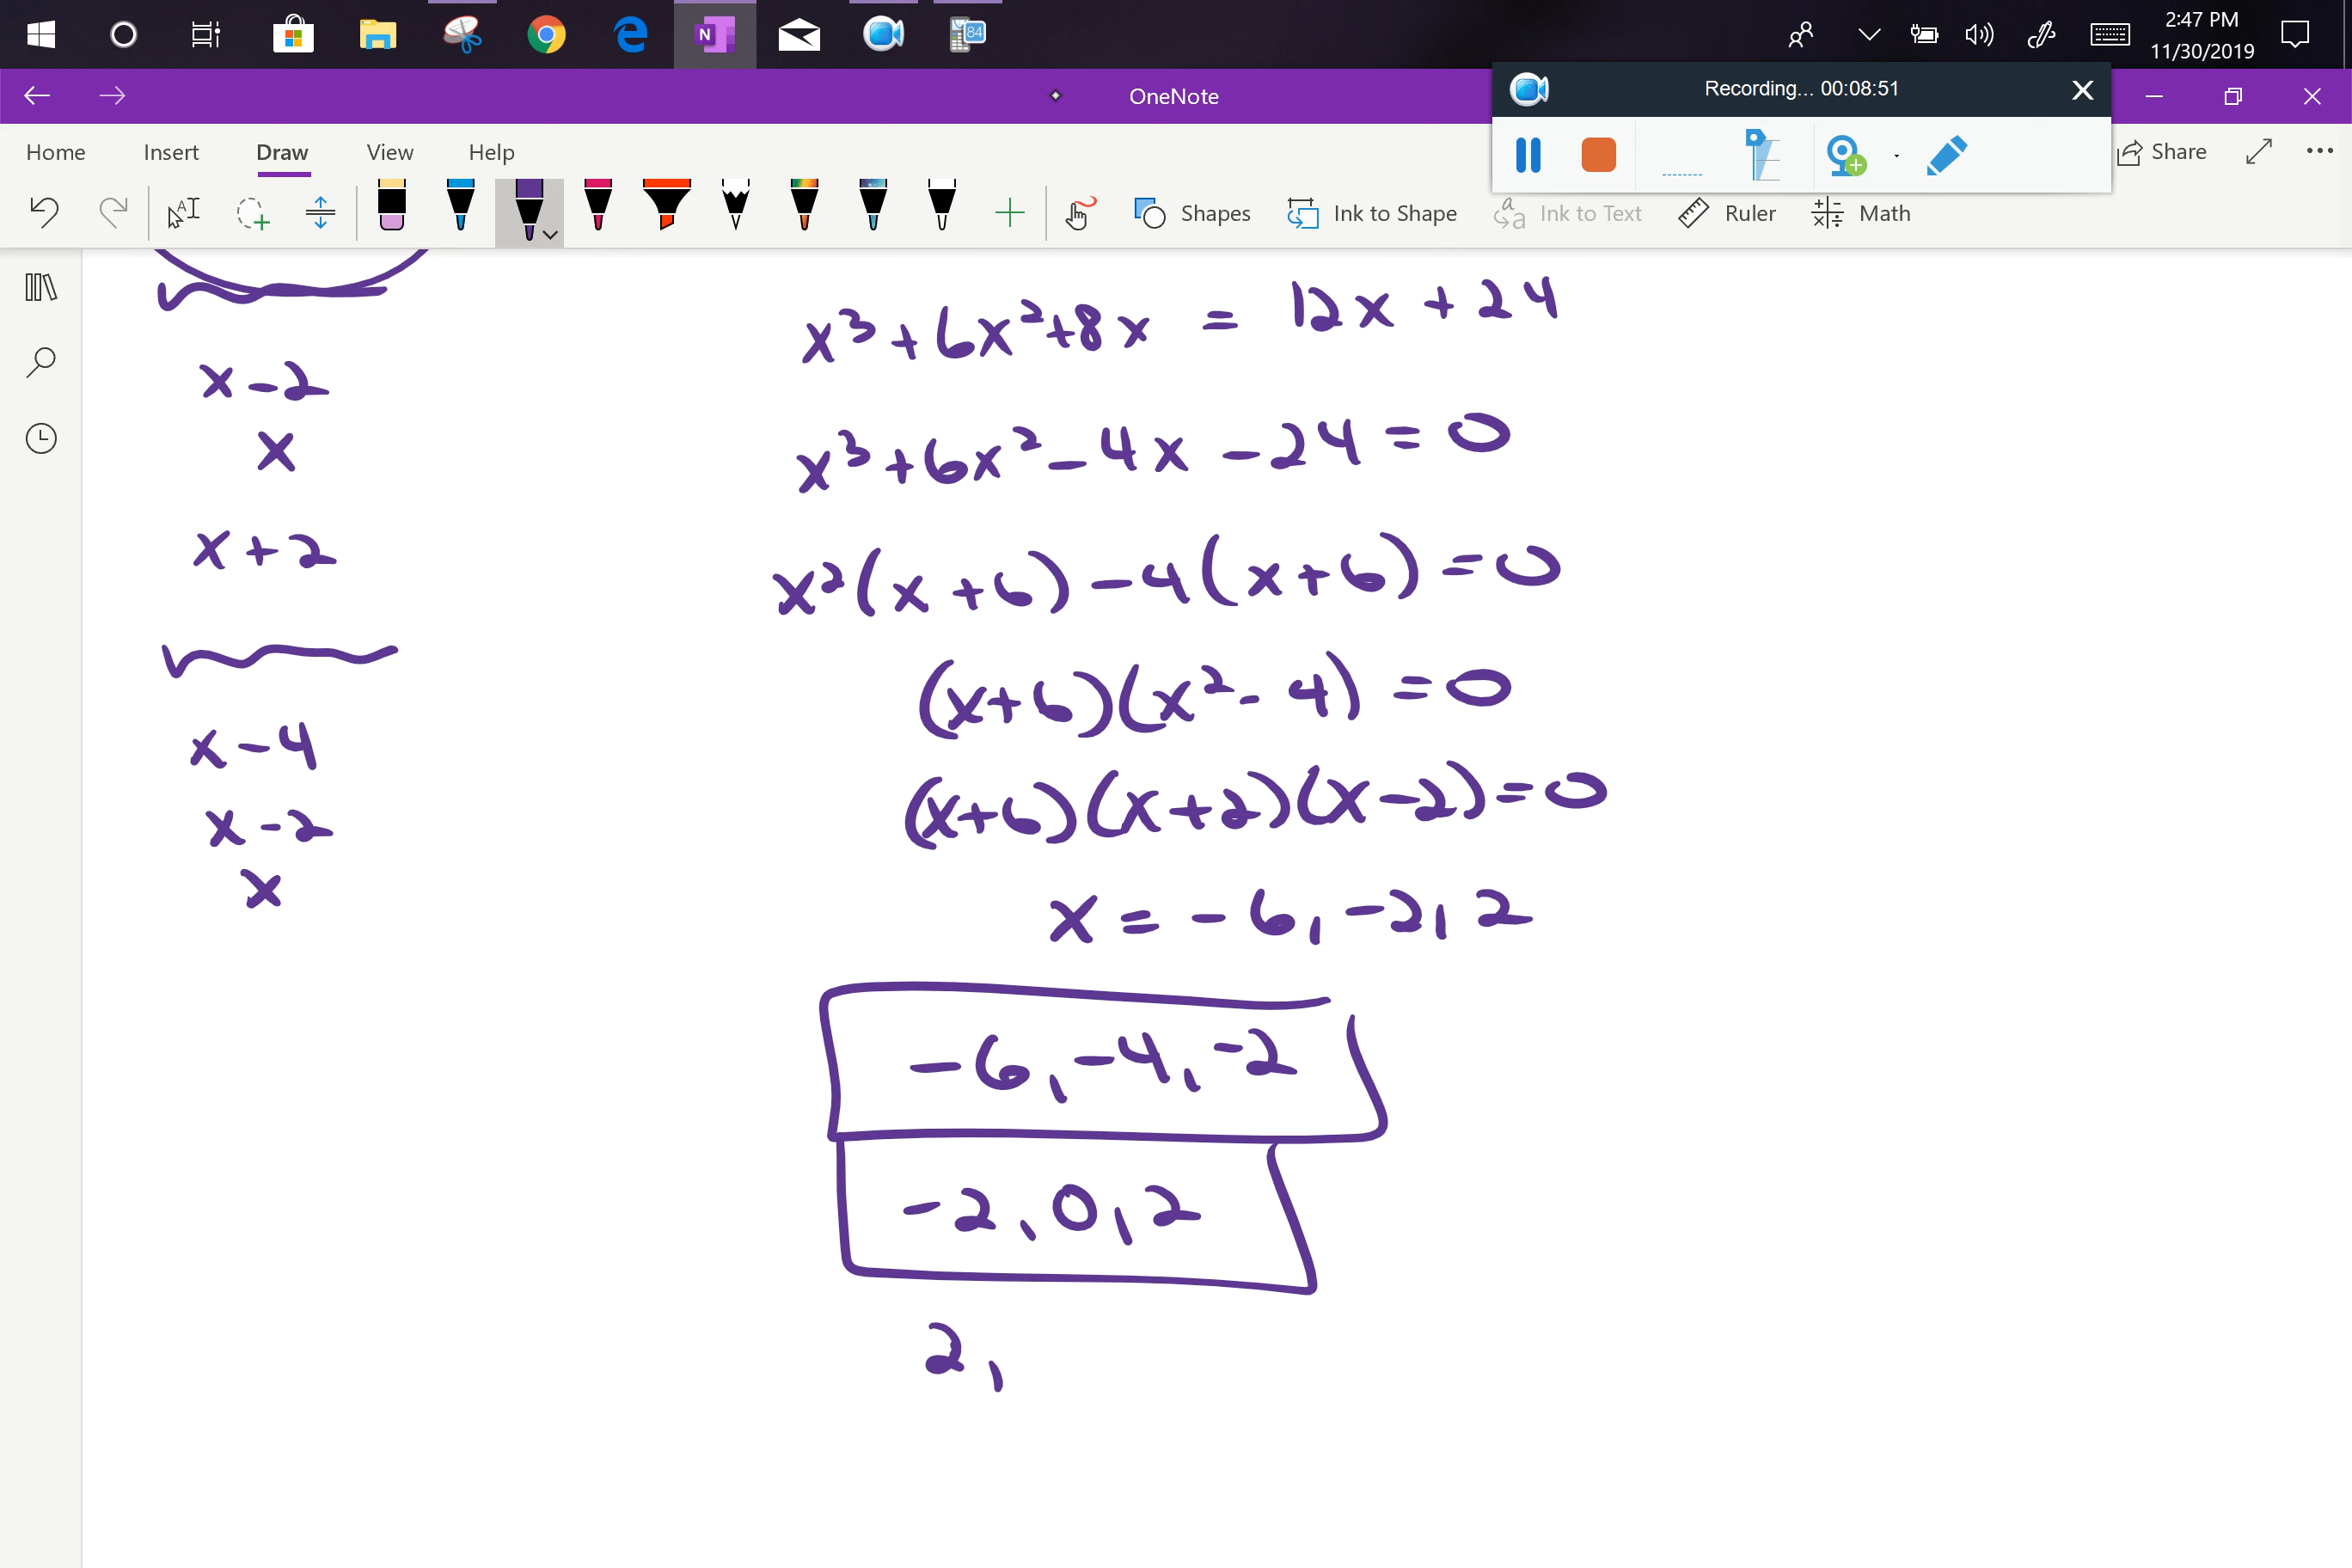 84
2:47 PM
11/30/2019
OneNote
Recording... 00:08:51
Home Insert Draw View Help
Share
Shapes Ink to Shape Ink to Text Ruler Math
x³+6x²+8x = 12x+24
x-2
x
x³+6x²-4x-24=0
x+2
x²(x+6)-4(x+6)=0
(x+6)(x²-4)=0
x-4
(x+6)(x+2)(x-2)=0
x-2
x
x = -6, -2, 2
-6, -4, -2
-2, 0, 2
2,